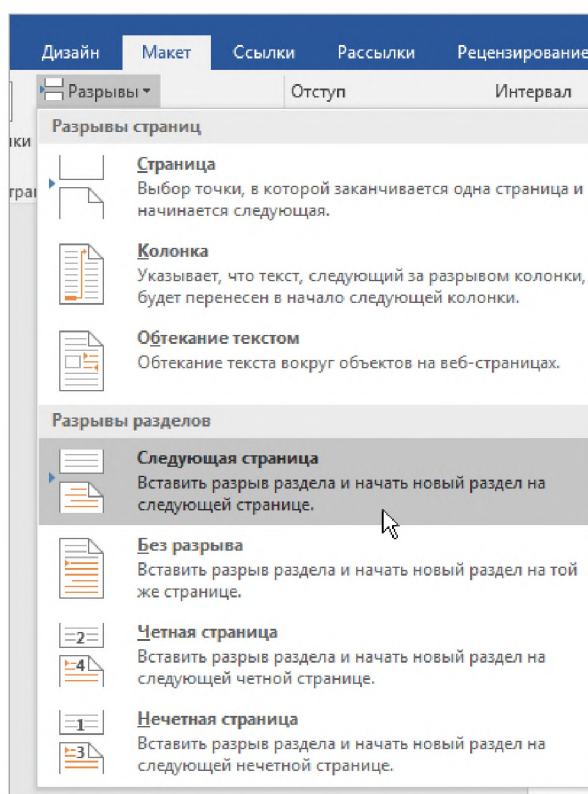 Дизайн Макет Ссылки Рассылки Рецензирование
Разрывы Отступ Интервал
Разрывы страниц
Страница
Выбор точки, в которой заканчивается одна страница и
начинается следующая.
Колонка
Указывает, что текст, следующий за разрывом колонки,
будет перенесен в начало следующей колонки.
Обтекание текстом
Обтекание текста вокруг объектов на веб-страницах.
Разрывы разделов
Следующая страница
Вставить разрыв раздела и начать новый раздел на
следующей странице.
Без разрыва
Вставить разрыв раздела и начать новый раздел на той
же странице.
2
4
Четная страница
Вставить разрыв раздела и начать новый раздел на
следующей четной странице.
1
3
Нечетная страница
Вставить разрыв раздела и начать новый раздел на
следующей нечетной странице.